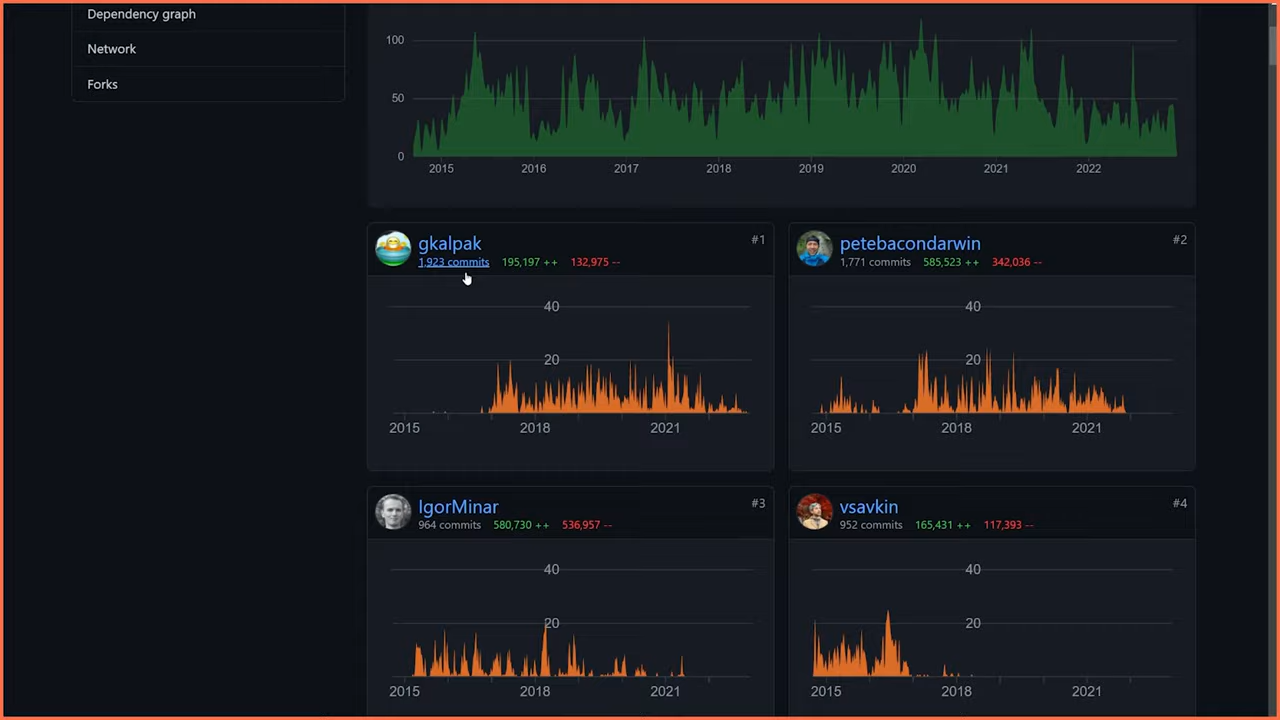 Dependency graph
Network
Forks
100
50
0
2015 2016 2017 2018 2019 2020 2021 2022
gkalpak #1
1,923 commits 195,197 ++ 132,975 --
40
20
2015 2018 2021
petebacondarwin #2
1,771 commits 585,523 ++ 342,036 --
40
20
2015 2018 2021
IgorMinar #3
964 commits 580,730 ++ 536,957 --
40
20
2015 2018 2021
vsavkin #4
952 commits 165,431 ++ 117,393 --
40
20
2015 2018 2021